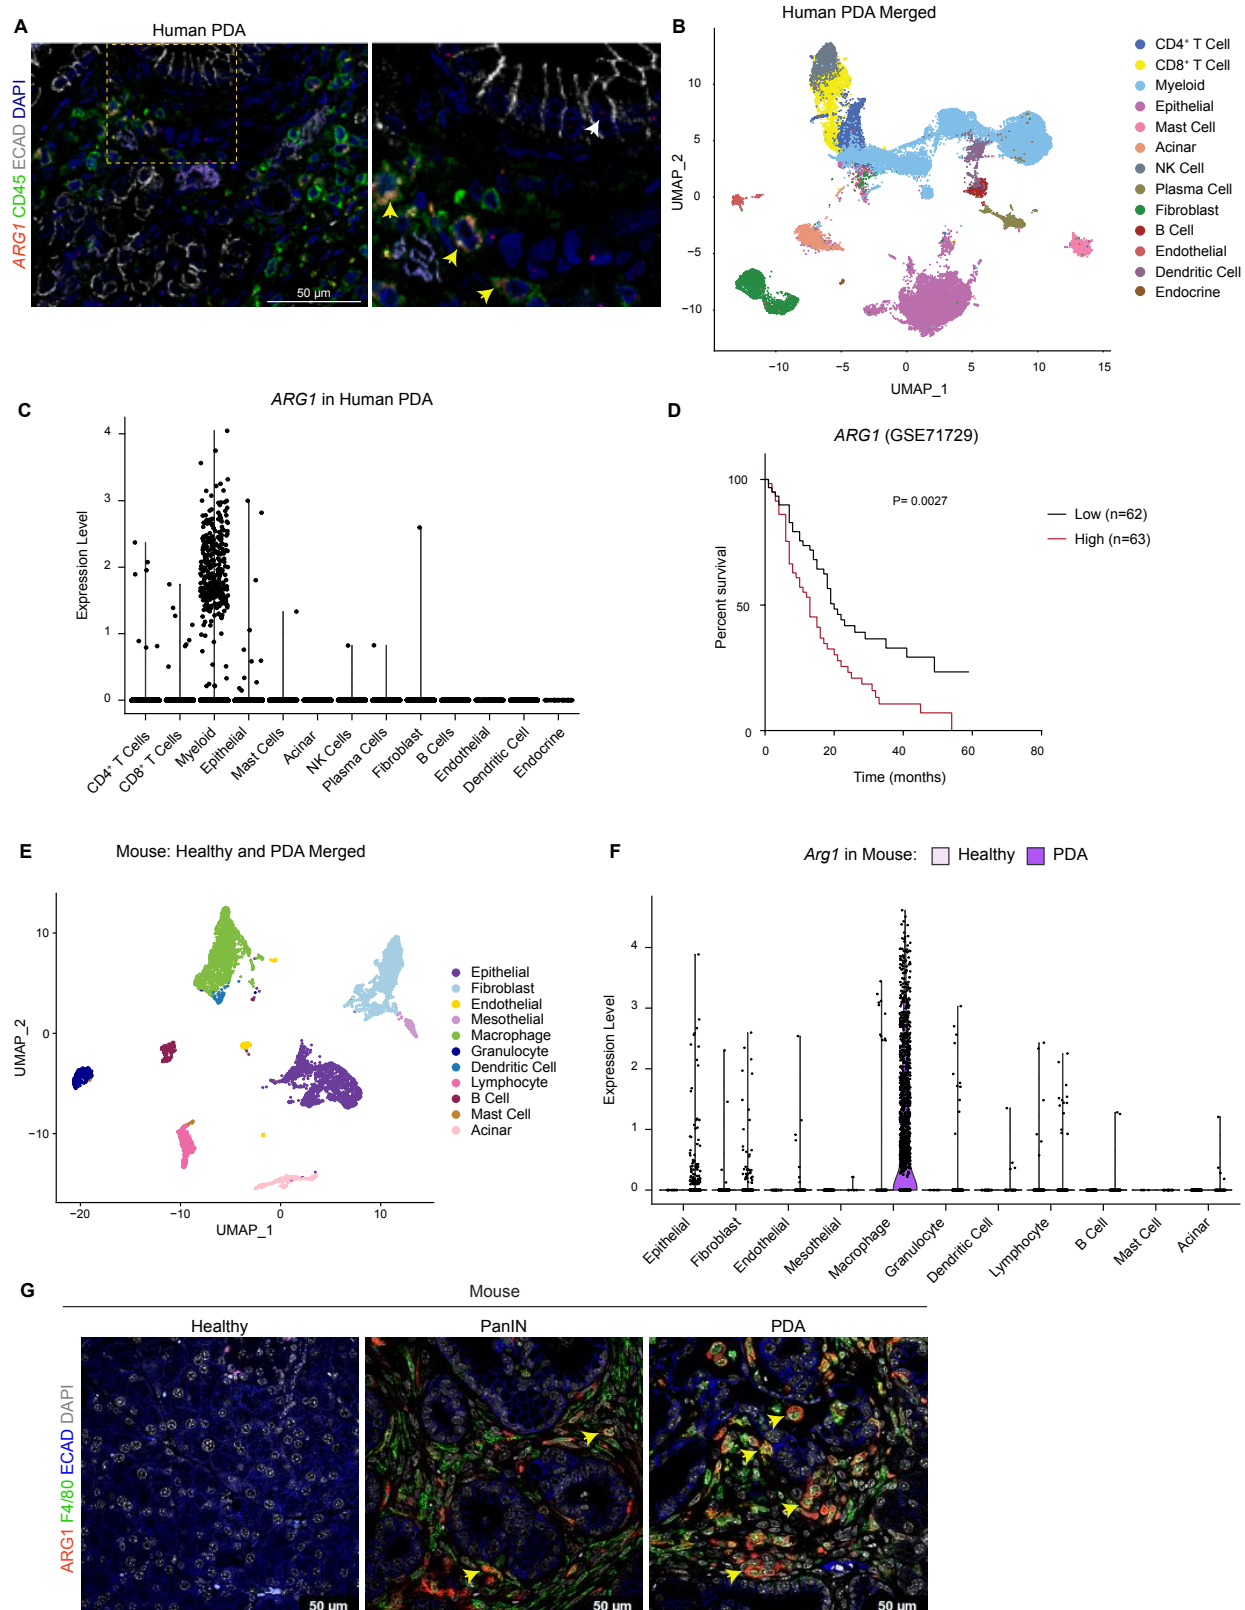 A
Human PDA
ARG1 CD45 ECAD DAPI
50 µm
B
Human PDA Merged
UMAP_2
10
5
0
−5
−10
−10
−5
0
5
10
15
UMAP_1
CD4⁺ T Cell
CD8⁺ T Cell
Myeloid
Epithelial
Mast Cell
Acinar
NK Cell
Plasma Cell
Fibroblast
B Cell
Endothelial
Dendritic Cell
Endocrine
C
ARG1 in Human PDA
Expression Level
4
3
2
1
0
CD4⁺ T Cells
CD8⁺ T Cells
Myeloid
Epithelial
Mast Cells
Acinar
NK Cells
Plasma Cells
Fibroblast
B Cells
Endothelial
Dendritic Cell
Endocrine
D
ARG1 (GSE71729)
P= 0.0027
Percent survival
100
50
0
0
20
40
60
80
Time (months)
Low (n=62)
High (n=63)
E
Mouse: Healthy and PDA Merged
UMAP_2
10
0
−10
−20
−10
0
10
UMAP_1
Epithelial
Fibroblast
Endothelial
Mesothelial
Macrophage
Granulocyte
Dendritic Cell
Lymphocyte
B Cell
Mast Cell
Acinar
F
Arg1 in Mouse: Healthy PDA
Expression Level
4
3
2
1
0
Epithelial
Fibroblast
Endothelial
Mesothelial
Macrophage
Granulocyte
Dendritic Cell
Lymphocyte
B Cell
Mast Cell
Acinar
G
Mouse
Healthy
PanIN
PDA
ARG1 F4/80 ECAD DAPI
50 µm
50 µm
50 µm